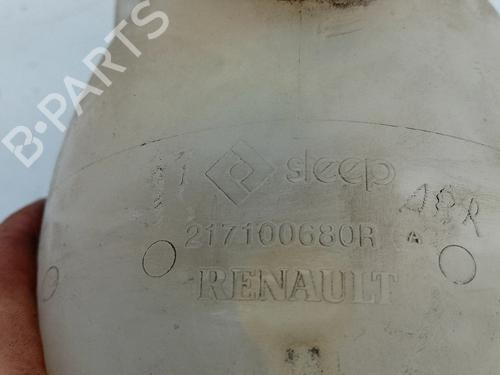 B-PARTS
sleep
217100680R A
RENAULT